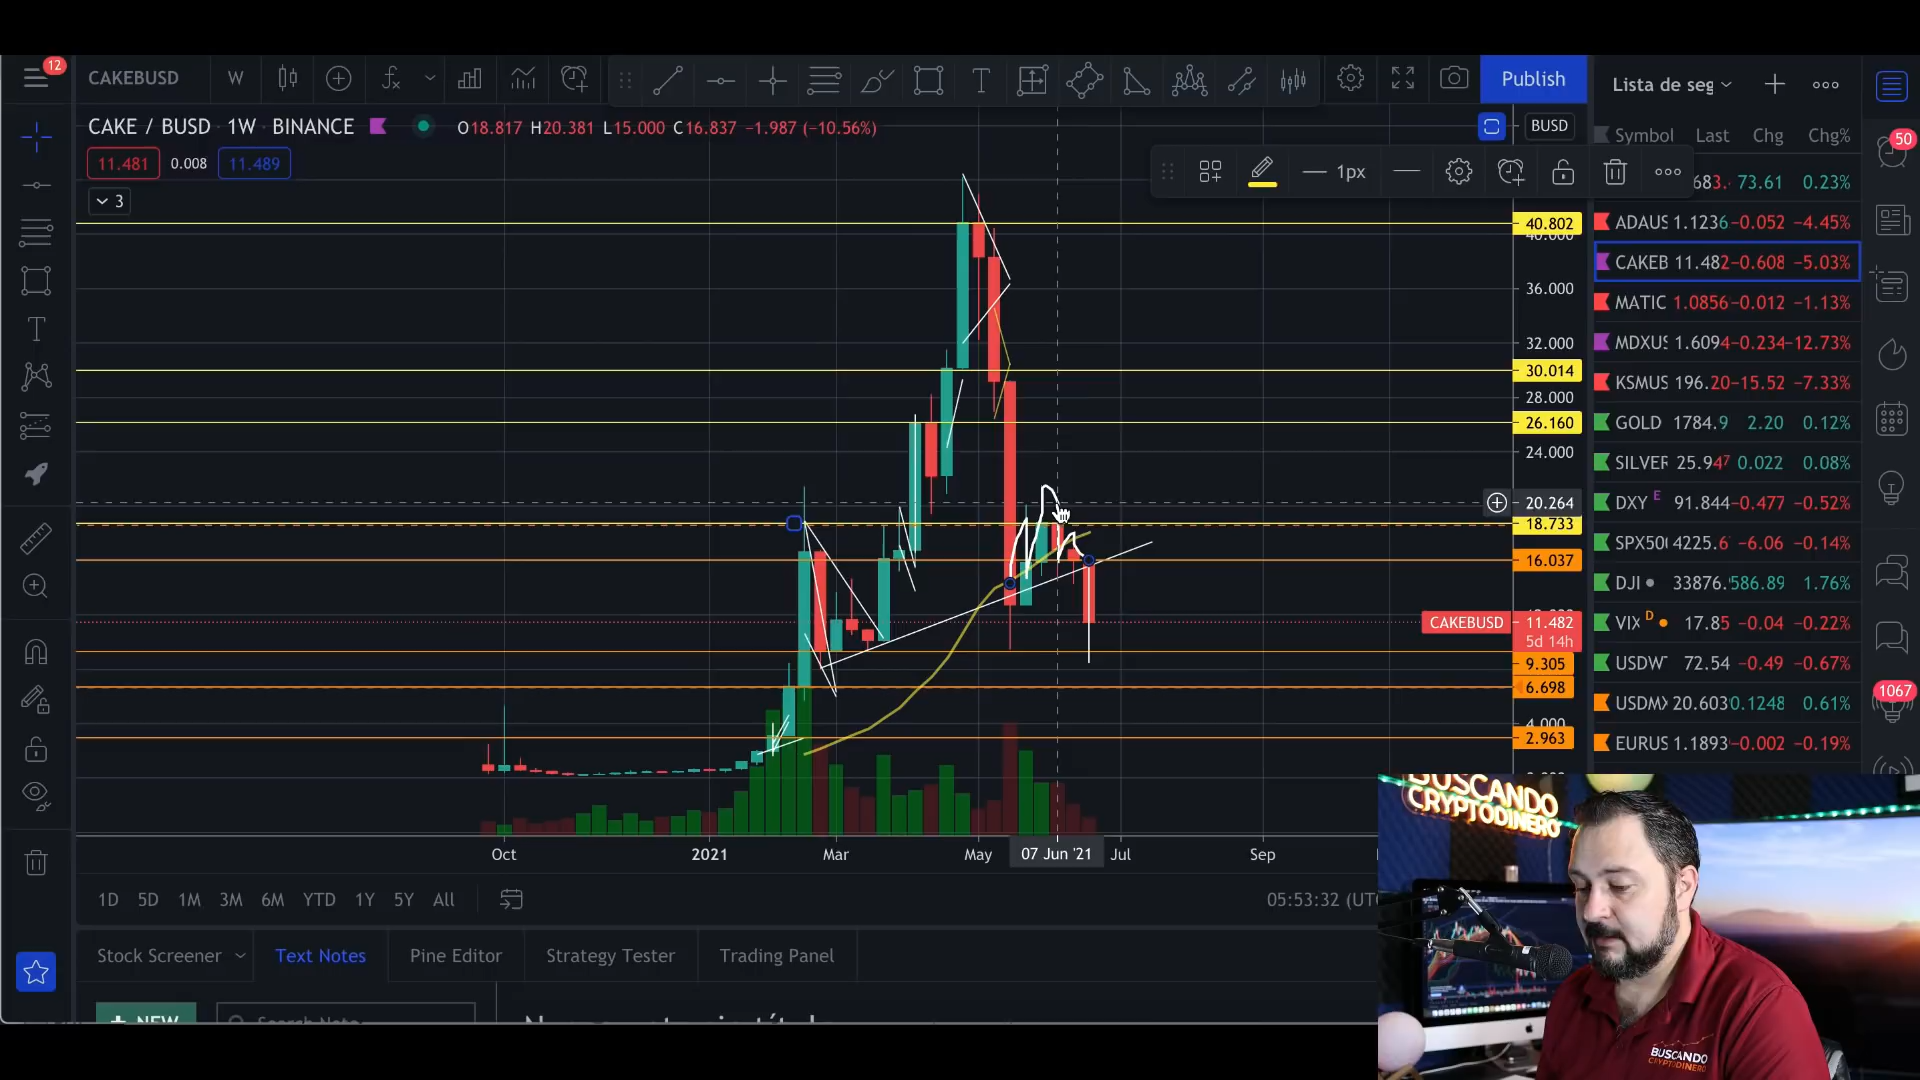 12
CAKEBUSD W Publish Lista de seg
CAKE / BUSD · 1W · BINANCE O18.817 H20.381 L15.000 C16.837 −1.987 (−10.56%) BUSD
Symbol Last Chg Chg%
50
11.481 0.008 11.489
1px
3
683. 73.61 0.23%
ADAUS 1.1236 −0.052 −4.45%
CAKEB 11.482 −0.608 −5.03%
MATIC 1.0856 −0.012 −1.13%
MDXUS 1.6094 −0.234 −12.73%
KSMUS 196.20 −15.52 −7.33%
GOLD 1784.9 2.20 0.12%
SILVER 25.947 0.022 0.08%
DXY E 91.844 −0.477 −0.52%
SPX500 4225.6 −6.06 −0.14%
DJI 33876. 586.89 1.76%
VIX D 17.85 −0.04 −0.22%
USDW 72.54 −0.49 −0.67%
USDMX 20.603 0.1248 0.61%
EURUS 1.1893 −0.002 −0.19%
1067
40.802
40.000
36.000
32.000
30.014
28.000
26.160
24.000
20.264
18.733
16.037
CAKEBUSD 11.482
5d 14h
9.305
6.698
4.000
2.963
Oct 2021 Mar May 07 Jun '21 Jul Sep
1D 5D 1M 3M 6M YTD 1Y 5Y All 05:53:32 (UTC
Stock Screener Text Notes Pine Editor Strategy Tester Trading Panel
+ NEW Search Note
BUSCANDO
CRYPTODINERO
BUSCANDO
CRYPTODINERO